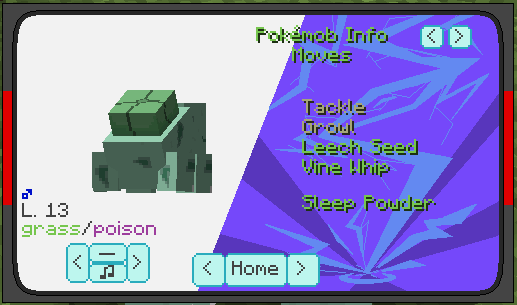 Pokémob Info
Moves
Tackle
Growl
Leech Seed
Vine Whip
Sleep Powder
L. 13
grass/poison
< — >
♫
< Home >
< >